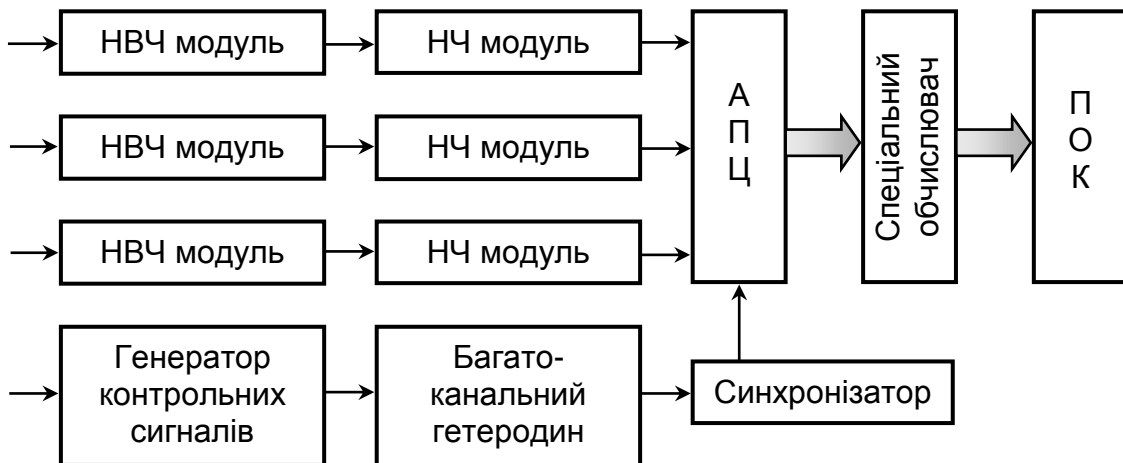 НВЧ модуль
НЧ модуль
НВЧ модуль
НЧ модуль
НВЧ модуль
НЧ модуль
А
П
Ц
Спеціальний
обчислювач
П
О
К
Генератор
контрольних
сигналів
Багато-
канальний
гетеродин
Синхронізатор